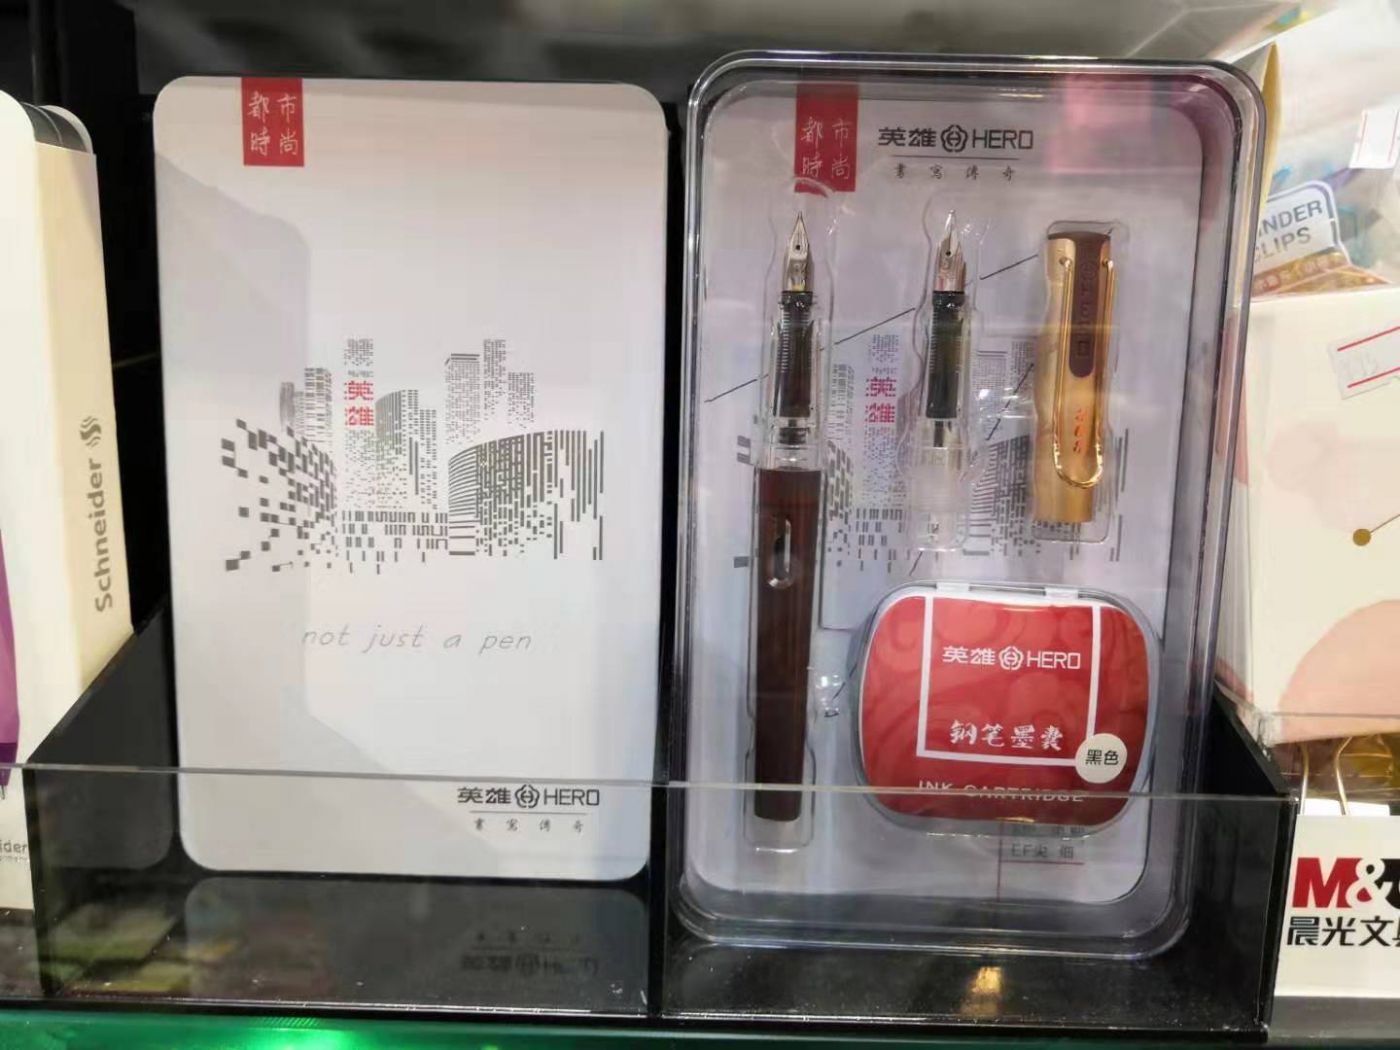 Schneider
都市
時尚
英雄
not just a pen
英雄 HERO
書寫傳奇
都市
時尚
英雄 HERO
書寫傳奇
英雄
英雄 HERO
钢笔墨囊
黑色
INK CARTRIDGE
EF尖 细
INDER
CLIPS
M&
晨光文